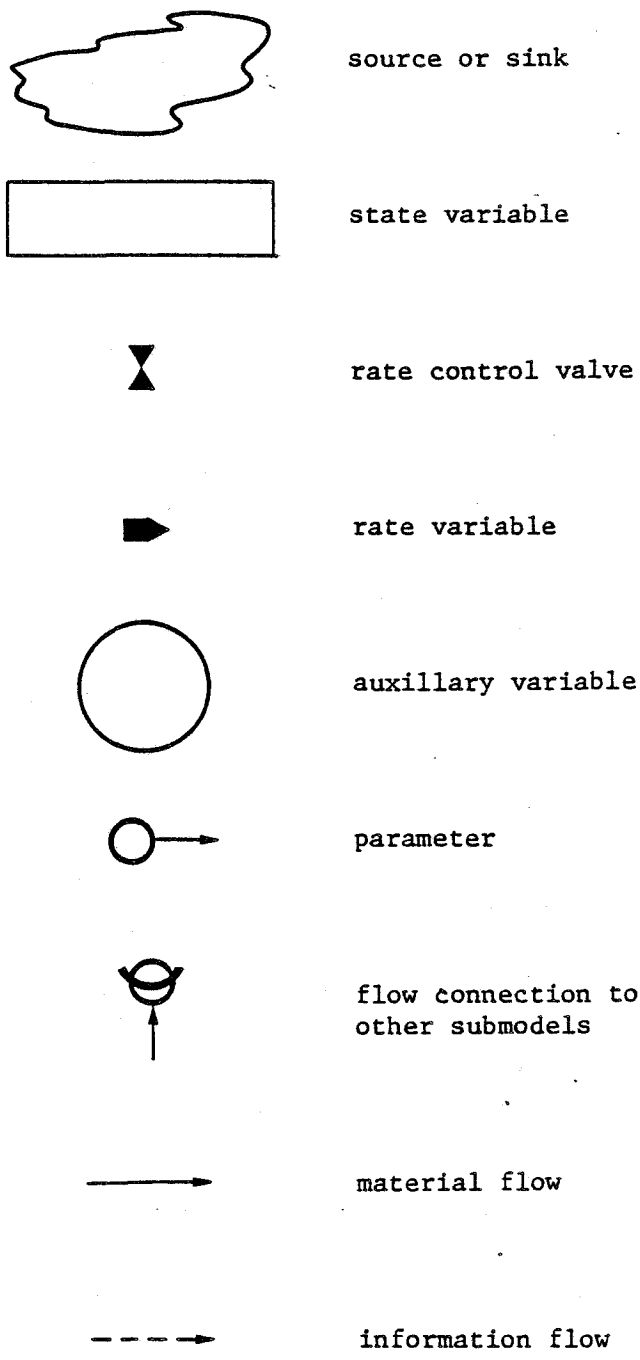 source or sink
state variable
rate control valve
rate variable
auxillary variable
parameter
flow connection to
other submodels
material flow
information flow